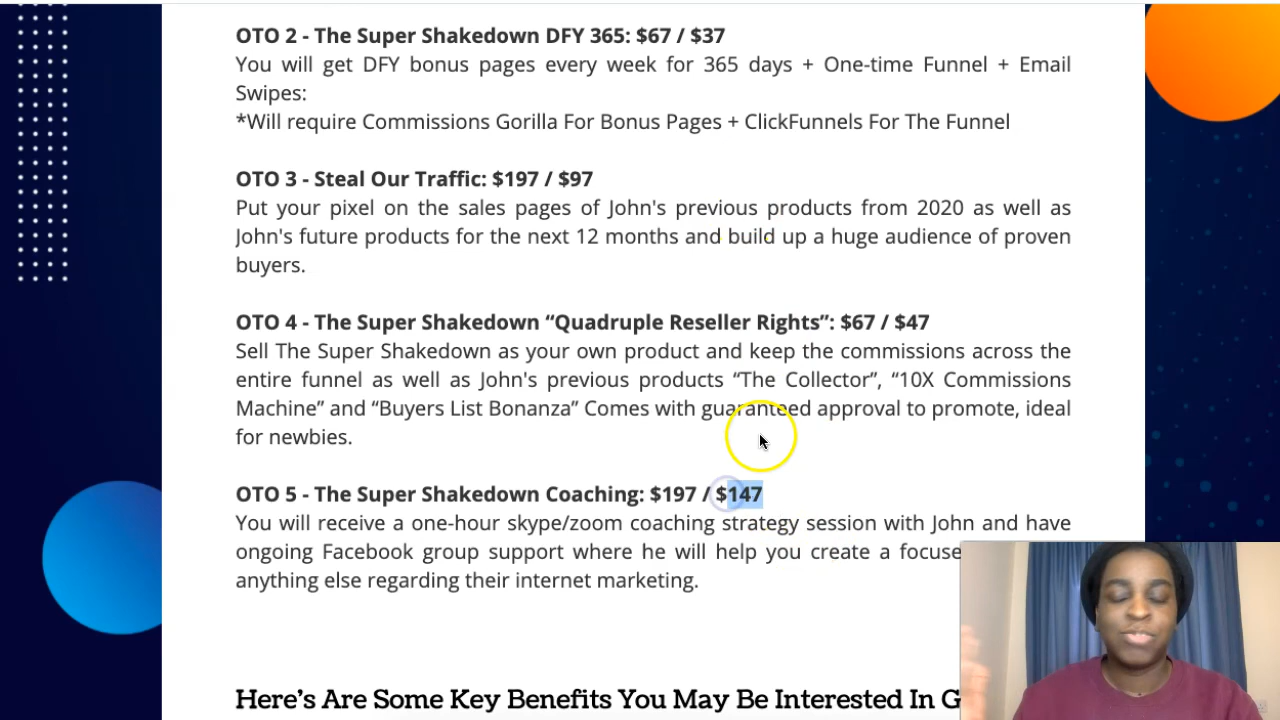 OTO 2 - The Super Shakedown DFY 365: $67 / $37
You will get DFY bonus pages every week for 365 days + One-time Funnel + Email
Swipes:
*Will require Commissions Gorilla For Bonus Pages + ClickFunnels For The Funnel
OTO 3 - Steal Our Traffic: $197 / $97
Put your pixel on the sales pages of John's previous products from 2020 as well as
John's future products for the next 12 months and build up a huge audience of proven
buyers.
OTO 4 - The Super Shakedown “Quadruple Reseller Rights”: $67 / $47
Sell The Super Shakedown as your own product and keep the commissions across the
entire funnel as well as John's previous products “The Collector”, “10X Commissions
Machine” and “Buyers List Bonanza” Comes with guaranteed approval to promote, ideal
for newbies.
OTO 5 - The Super Shakedown Coaching: $197 / $147
You will receive a one-hour skype/zoom coaching strategy session with John and have
ongoing Facebook group support where he will help you create a
anything else regarding their internet marketing.
Here’s Are Some Key Benefits You May Be Interested In